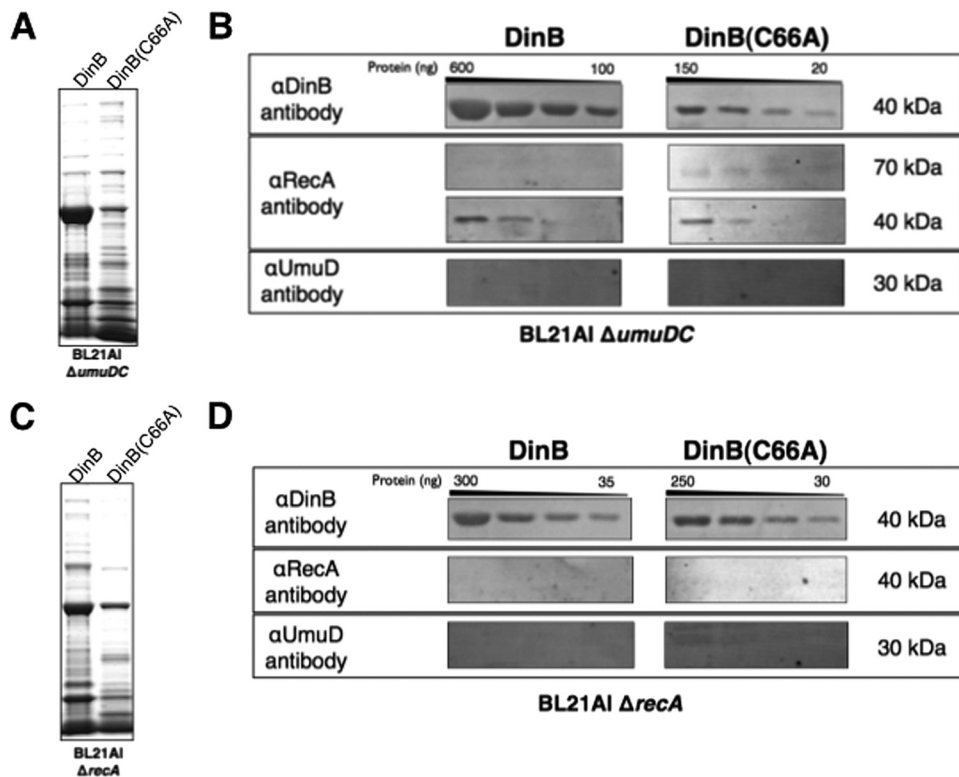 A
DinB
DinB(C66A)
BL21AI
ΔumuDC
B
DinB
DinB(C66A)
Protein (ng)
600
100
150
20
αDinB
antibody
40 kDa
αRecA
antibody
70 kDa
40 kDa
αUmuD
antibody
30 kDa
BL21AI ΔumuDC
C
DinB
DinB(C66A)
BL21AI
ΔrecA
D
DinB
DinB(C66A)
Protein (ng)
300
35
250
30
αDinB
antibody
40 kDa
αRecA
antibody
40 kDa
αUmuD
antibody
30 kDa
BL21AI ΔrecA